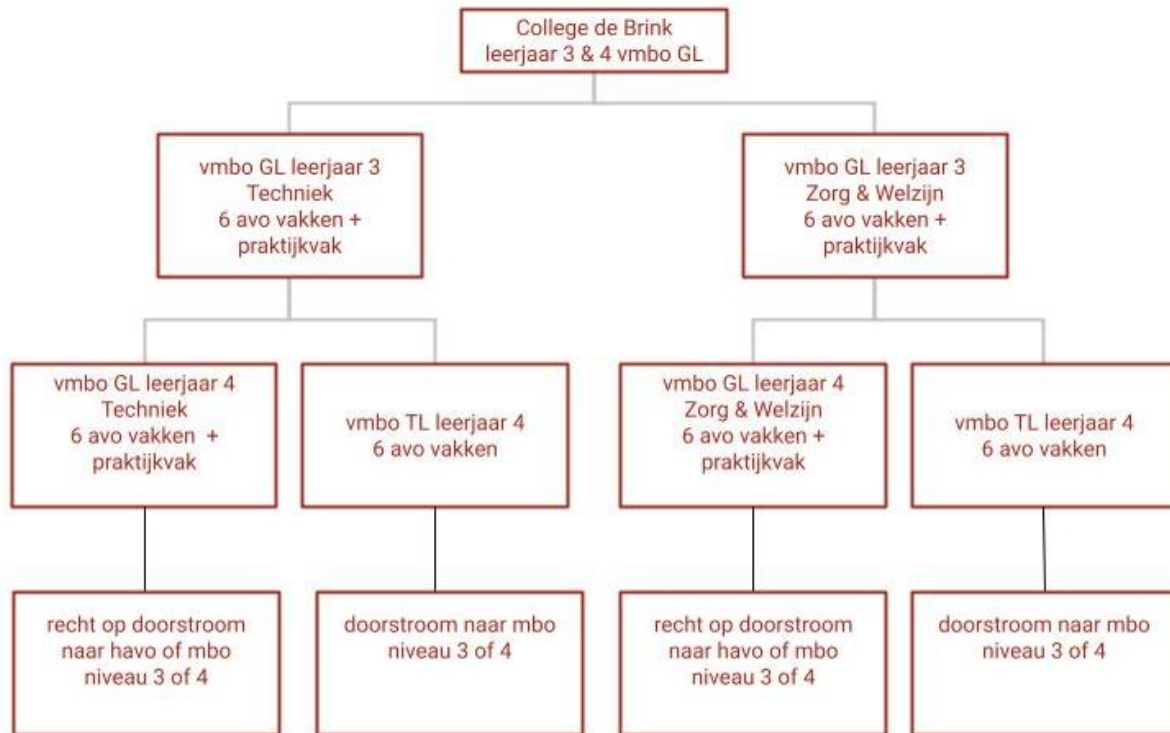 College de Brink
leerjaar 3 & 4 vmbo GL
vmbo GL leerjaar 3
Techniek
6 avo vakken +
praktijkvak
vmbo GL leerjaar 3
Zorg & Welzijn
6 avo vakken +
praktijkvak
vmbo GL leerjaar 4
Techniek
6 avo vakken +
praktijkvak
vmbo TL leerjaar 4
6 avo vakken
vmbo GL leerjaar 4
Zorg & Welzijn
6 avo vakken +
praktijkvak
vmbo TL leerjaar 4
6 avo vakken
recht op doorstroom
naar havo of mbo
niveau 3 of 4
doorstroom naar mbo
niveau 3 of 4
recht op doorstroom
naar havo of mbo
niveau 3 of 4
doorstroom naar mbo
niveau 3 of 4